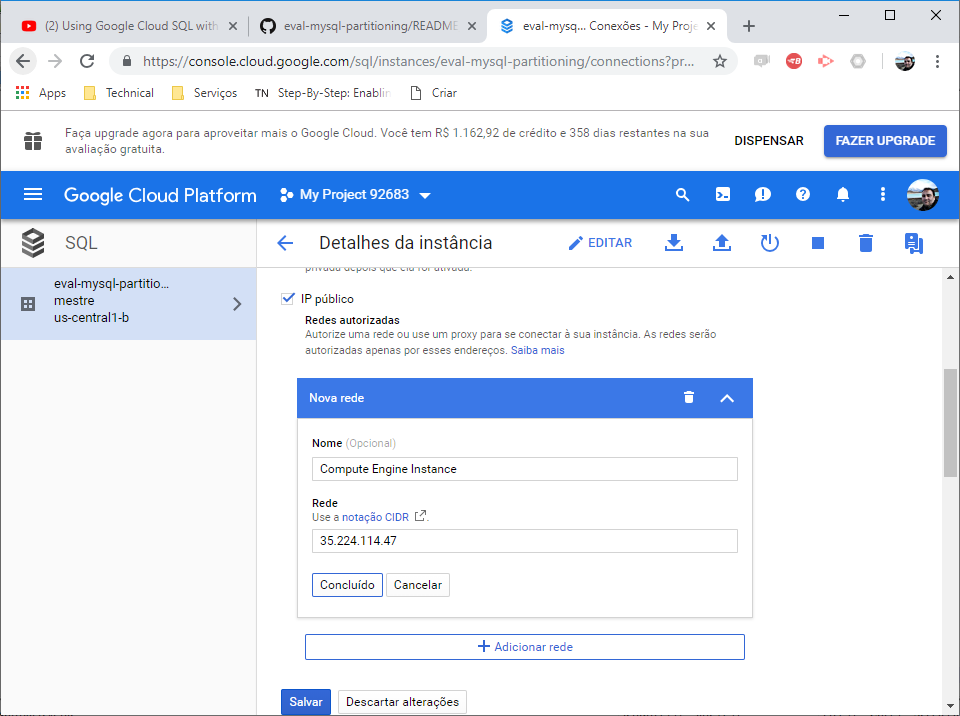 (2) Using Google Cloud SQL with
eval-mysql-partitioning/README
eval-mysq... Conexões - My Proje
https://console.cloud.google.com/sql/instances/eval-mysql-partitioning/connections?pr...
Apps
Technical
Serviços
TN Step-By-Step: Enablin
Criar
Faça upgrade agora para aproveitar mais o Google Cloud. Você tem R$ 1.162,92 de crédito e 358 dias restantes na sua
avaliação gratuita.
DISPENSAR
FAZER UPGRADE
Google Cloud Platform
My Project 92683
SQL
Detalhes da instância
EDITAR
eval-mysql-partitio...
mestre
us-central1-b
privada depois que ela for ativada.
IP público
Redes autorizadas
Autorize uma rede ou use um proxy para se conectar à sua instância. As redes serão
autorizadas apenas por esses endereços. Saiba mais
Nova rede
Nome (Opcional)
Compute Engine Instance
Rede
Use a notação CIDR .
35.224.114.47
Concluído
Cancelar
Adicionar rede
Salvar
Descartar alterações